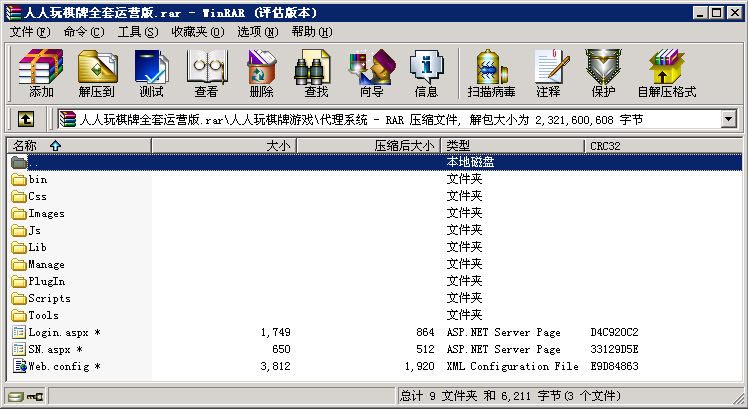 人人玩棋牌全套运营版.rar - WinRAR (评估版本)
文件(F) 命令(C) 工具(S) 收藏夹(O) 选项(N) 帮助(H)
添加 解压到 测试 查看 删除 查找 向导 信息 扫描病毒 注释 保护 自解压格式
人人玩棋牌全套运营版.rar\人人玩棋牌游戏\代理系统 - RAR 压缩文件, 解包大小为 2,321,600,608 字节
名称 大小 压缩后大小 类型 CRC32
.. 本地磁盘
bin 文件夹
Css 文件夹
Images 文件夹
Js 文件夹
Lib 文件夹
Manage 文件夹
PlugIn 文件夹
Scripts 文件夹
Tools 文件夹
Login.aspx * 1,749 864 ASP.NET Server Page D4C920C2
SN.aspx * 650 512 ASP.NET Server Page 33129D5E
Web.config * 3,812 1,920 XML Configuration File E9D84863
总计 9 文件夹 和 6,211 字节(3 个文件)